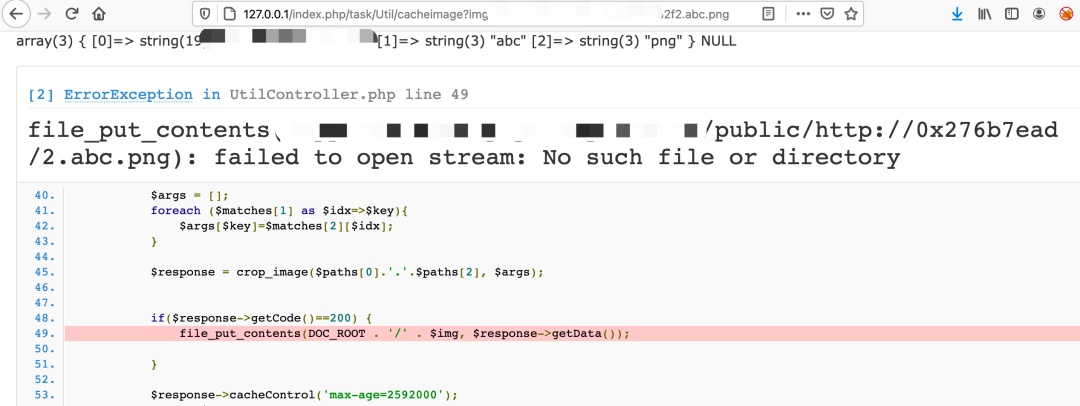 127.0.0.1/index.php/task/Util/cacheimage?img 2f2.abc.png
array(3) { [0]=> string(19 [1]=> string(3) "abc" [2]=> string(3) "png" } NULL
[2] ErrorException in UtilController.php line 49
file_put_contents( /public/http://0x276b7ead
/2.abc.png): failed to open stream: No such file or directory
40. $args = [];
41. foreach ($matches[1] as $idx=>$key){
42. $args[$key]=$matches[2][$idx];
43. }
44.
45. $response = crop_image($paths[0].'.'.$paths[2], $args);
46.
47.
48. if($response->getCode()==200) {
49. file_put_contents(DOC_ROOT . '/' . $img, $response->getData());
50.
51. }
52.
53. $response->cacheControl('max-age=2592000');